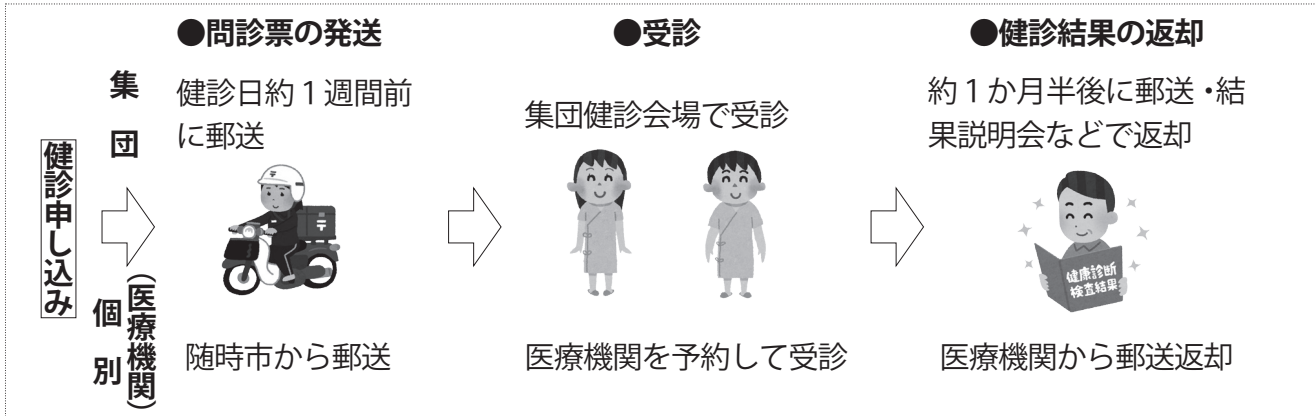 健診申し込み
集団
個別
(医療機関)
●問診票の発送
健診日約1週間前
に郵送
随時市から郵送
●受診
集団健診会場で受診
医療機関を予約して受診
●健診結果の返却
約1か月半後に郵送・結
果説明会などで返却
健康診断
検査結果
医療機関から郵送返却
〒
〒